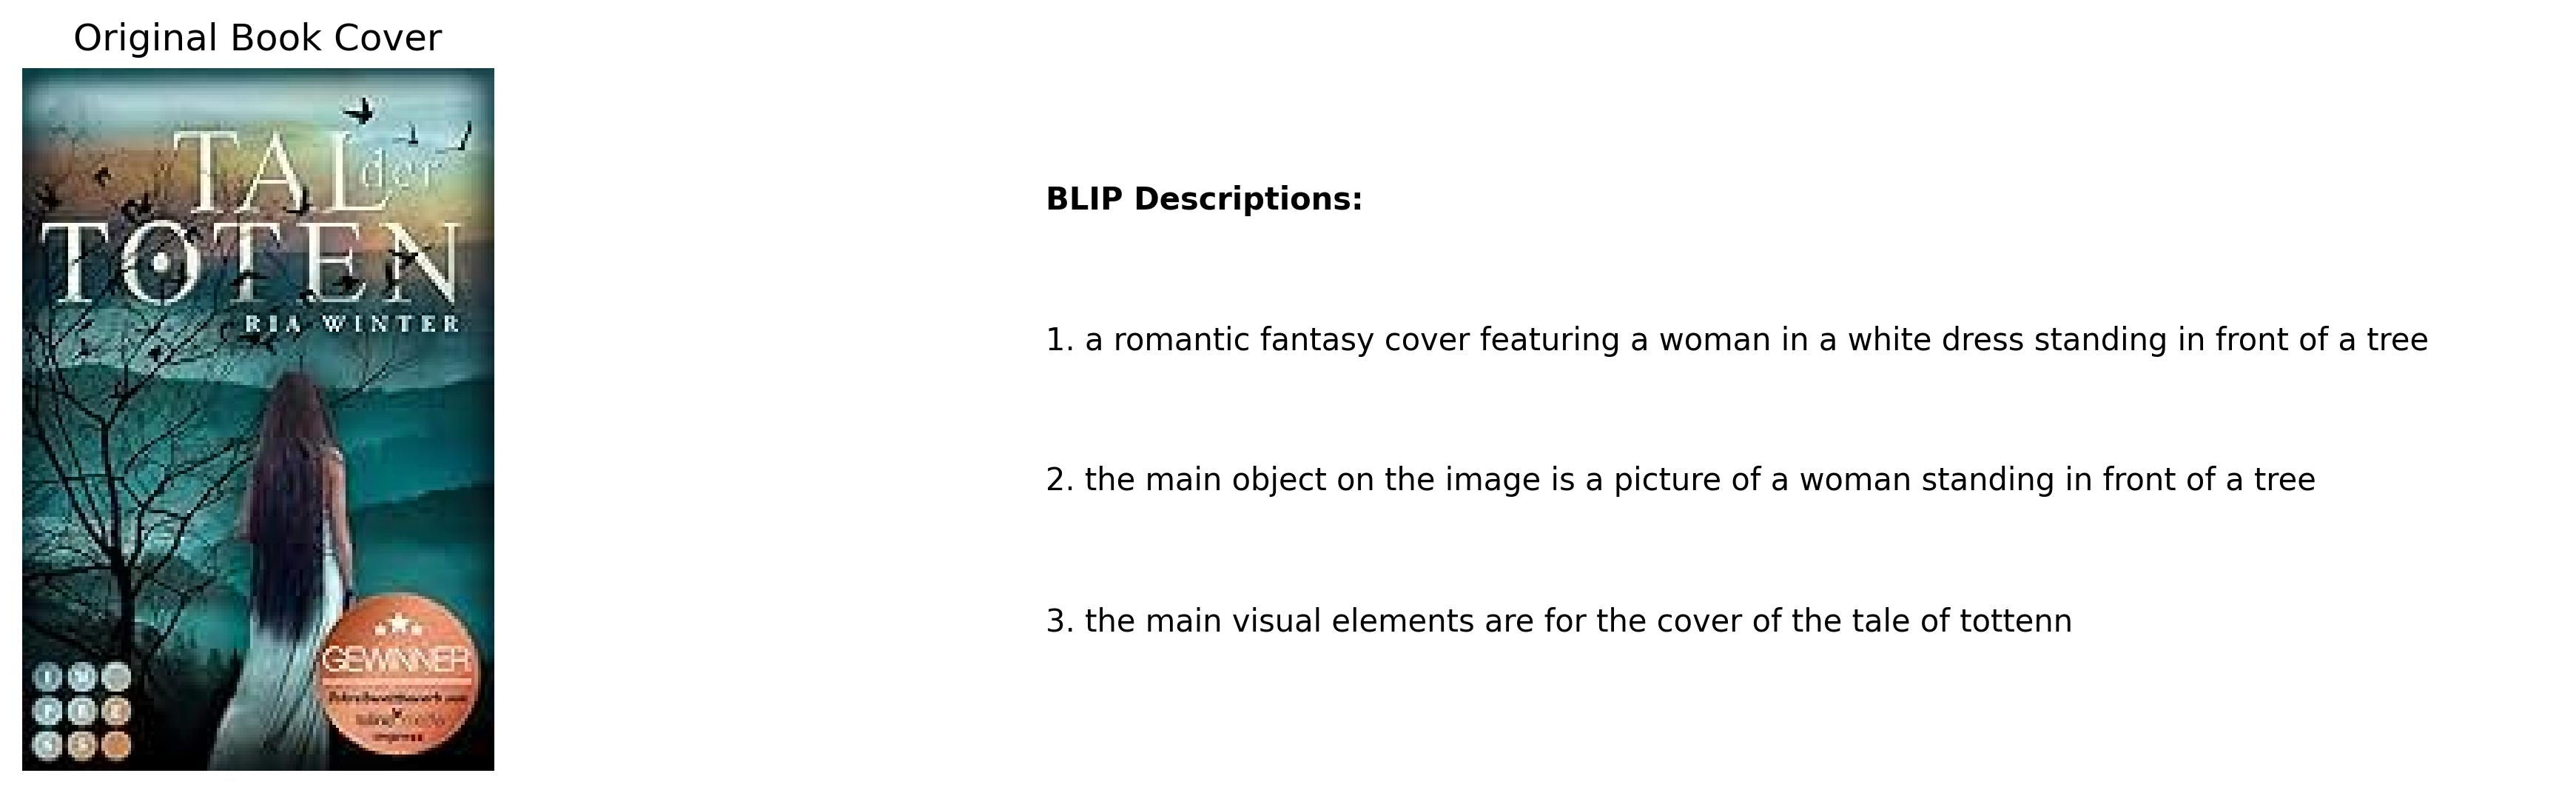 Original Book Cover
TAL der
TOTEN
RIA WINTER
GEWINNER
impress
I M
P R E
S S
BLIP Descriptions:
1. a romantic fantasy cover featuring a woman in a white dress standing in front of a tree
2. the main object on the image is a picture of a woman standing in front of a tree
3. the main visual elements are for the cover of the tale of tottenn